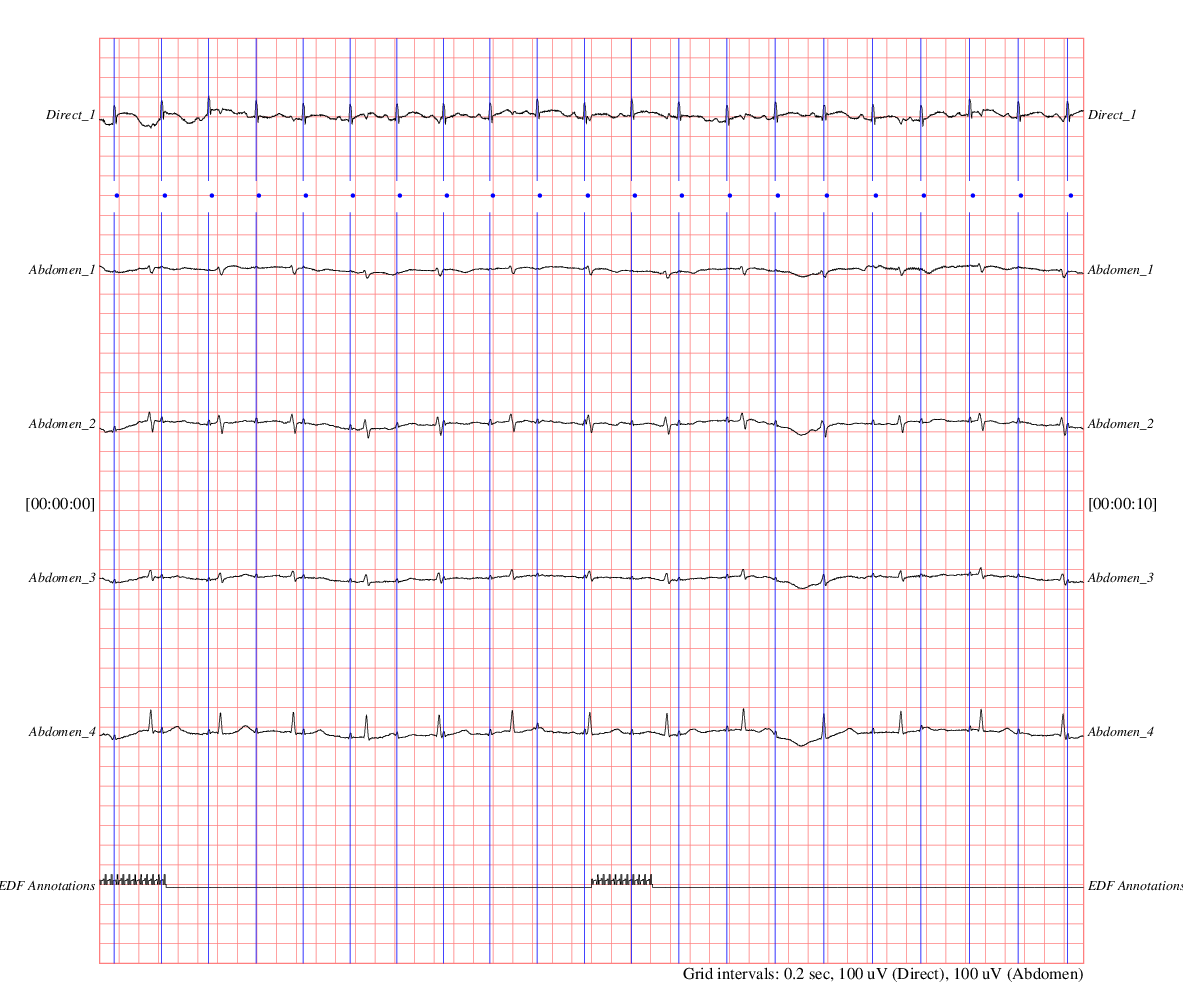 Direct_1 Direct_1
Abdomen_1 Abdomen_1
Abdomen_2 Abdomen_2
[00:00:00] [00:00:10]
Abdomen_3 Abdomen_3
Abdomen_4 Abdomen_4
EDF Annotations EDF Annotations
Grid intervals: 0.2 sec, 100 uV (Direct), 100 uV (Abdomen)